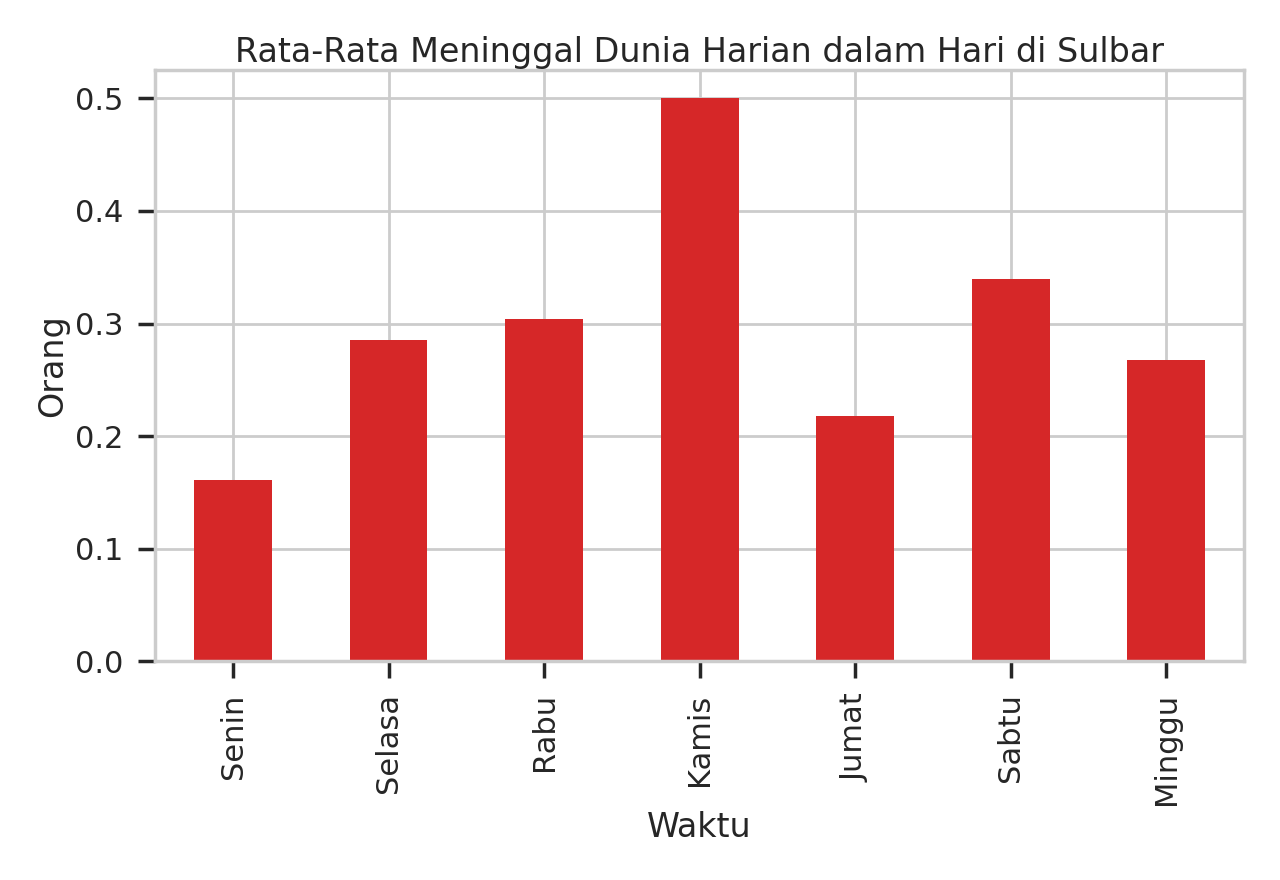 Rata-Rata Meninggal Dunia Harian dalam Hari di Sulbar
Orang
0.5
0.4
0.3
0.2
0.1
0.0
Senin
Selasa
Rabu
Kamis
Jumat
Sabtu
Minggu
Waktu